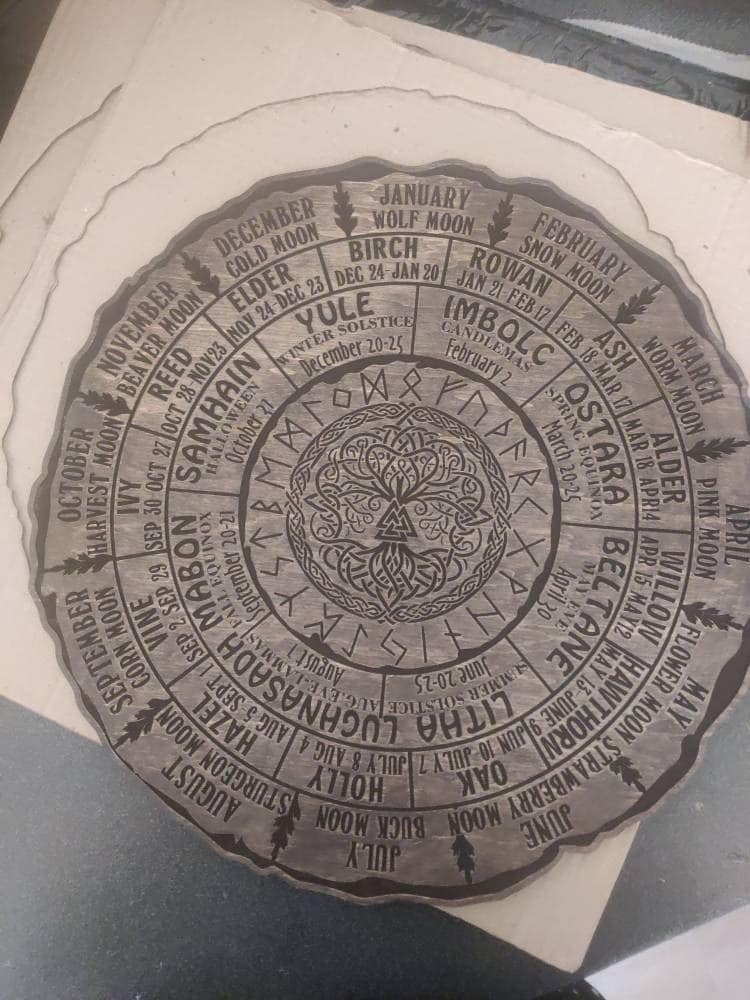 JANUARY
WOLF MOON
FEBRUARY
SNOW MOON
MARCH
WORM MOON
APRIL
PINK MOON
MAY
FLOWER MOON
JUNE
STRAWBERRY MOON
JULY
BUCK MOON
AUGUST
STURGEON MOON
SEPTEMBER
CORN MOON
OCTOBER
HARVEST MOON
NOVEMBER
BEAVER MOON
DECEMBER
COLD MOON
BIRCH
DEC 24-JAN 20
ROWAN
JAN 21-FEB 17
ASH
FEB 18-MAR 17
ALDER
MAR 18 APR14
WILLOW
APR 15 MAY 12
HAWTHORN
MAY 13-JUNE 9
OAK
JUN 10-JULY 7
HOLLY
JULY 8 AUG 4
HAZEL
AUG 5 SEPT 1
VINE
SEP 2 SEP 29
IVY
SEP 30 OCT 27
REED
OCT 28-NOV23
ELDER
NOV 24-DEC 23
YULE
WINTER SOLSTICE
December 20-25
IMBOLC
CANDLEMAS
February 2
OSTARA
SPRING EQUINOX
March 20-25
BELTANE
MAY EVE
April 20
LITHA
SUMMER SOLSTICE
June 20-25
LUGHNASADA
AUG.EVE-LAMMAS
August 1
MABON
FALL EQUINOX
September 20-21
SAMHAIN
HALLOWEEN
October 31
ᚠᚢᚦᚨᚱᚲᚷᚹᚺᚾᛁᛃᛇᛈᛉᛊᛏᛒᛖᛗᛚᛜᛞᛟ